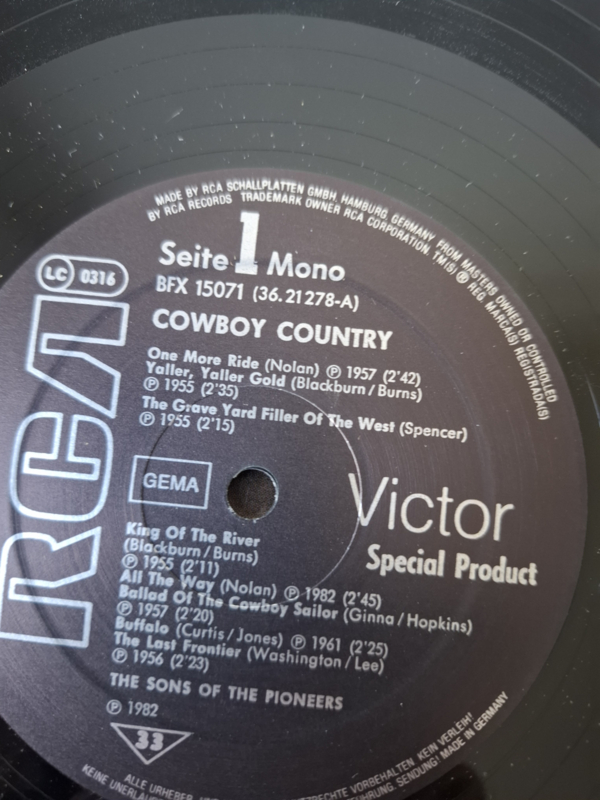 MADE BY RCA SCHALLPLATTEN GMBH, HAMBURG, GERMANY, FROM MASTERS OWNED OR CONTROLLED
BY RCA RECORDS TRADEMARK OWNER RCA CORPORATION. TM(S) ® REG. MARCA(S) REGISTRADA(S)
Seite 1 Mono
LC 0316
BFX 15071 (36.21278-A)
COWBOY COUNTRY
One More Ride (Nolan) ℗ 1957 (2'42)
Yaller, Yaller Gold (Blackburn/Burns)
℗ 1955 (2'35)
The Grave Yard Filler Of The West (Spencer)
℗ 1955 (2'15)
RCA
GEMA
Victor
Special Product
King Of The River
(Blackburn/Burns)
℗ 1955 (2'11)
All The Way (Nolan) ℗ 1982 (2'45)
Ballad Of The Cowboy Sailor (Ginna/Hopkins)
℗ 1957 (2'20)
Buffalo (Curtis/Jones) ℗ 1961 (2'25)
The Last Frontier (Washington/Lee)
℗ 1956 (2'23)
THE SONS OF THE PIONEERS
℗ 1982
33
ALLE URHEBER
RECHTE VORBEHALTEN KEIN VERLEIH!
KEINE
FÜHRUNG, SENDUNG! MADE IN GERMANY